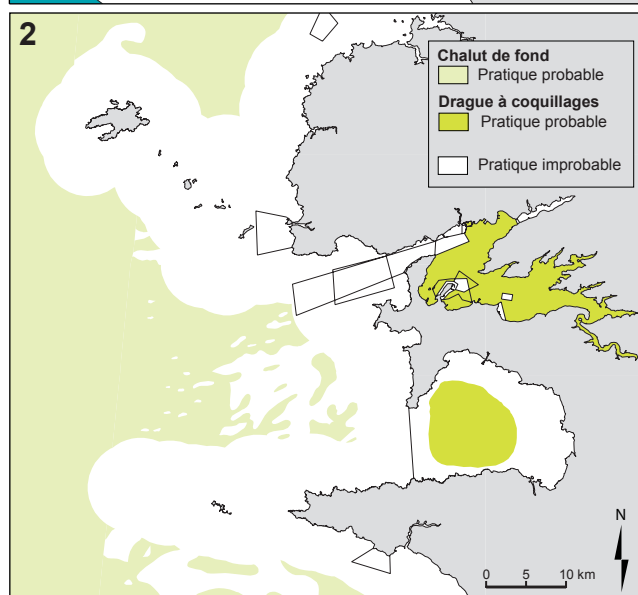 2
Chalut de fond
Pratique probable
Drague à coquillages
Pratique probable
Pratique improbable
N
0 5 10 km